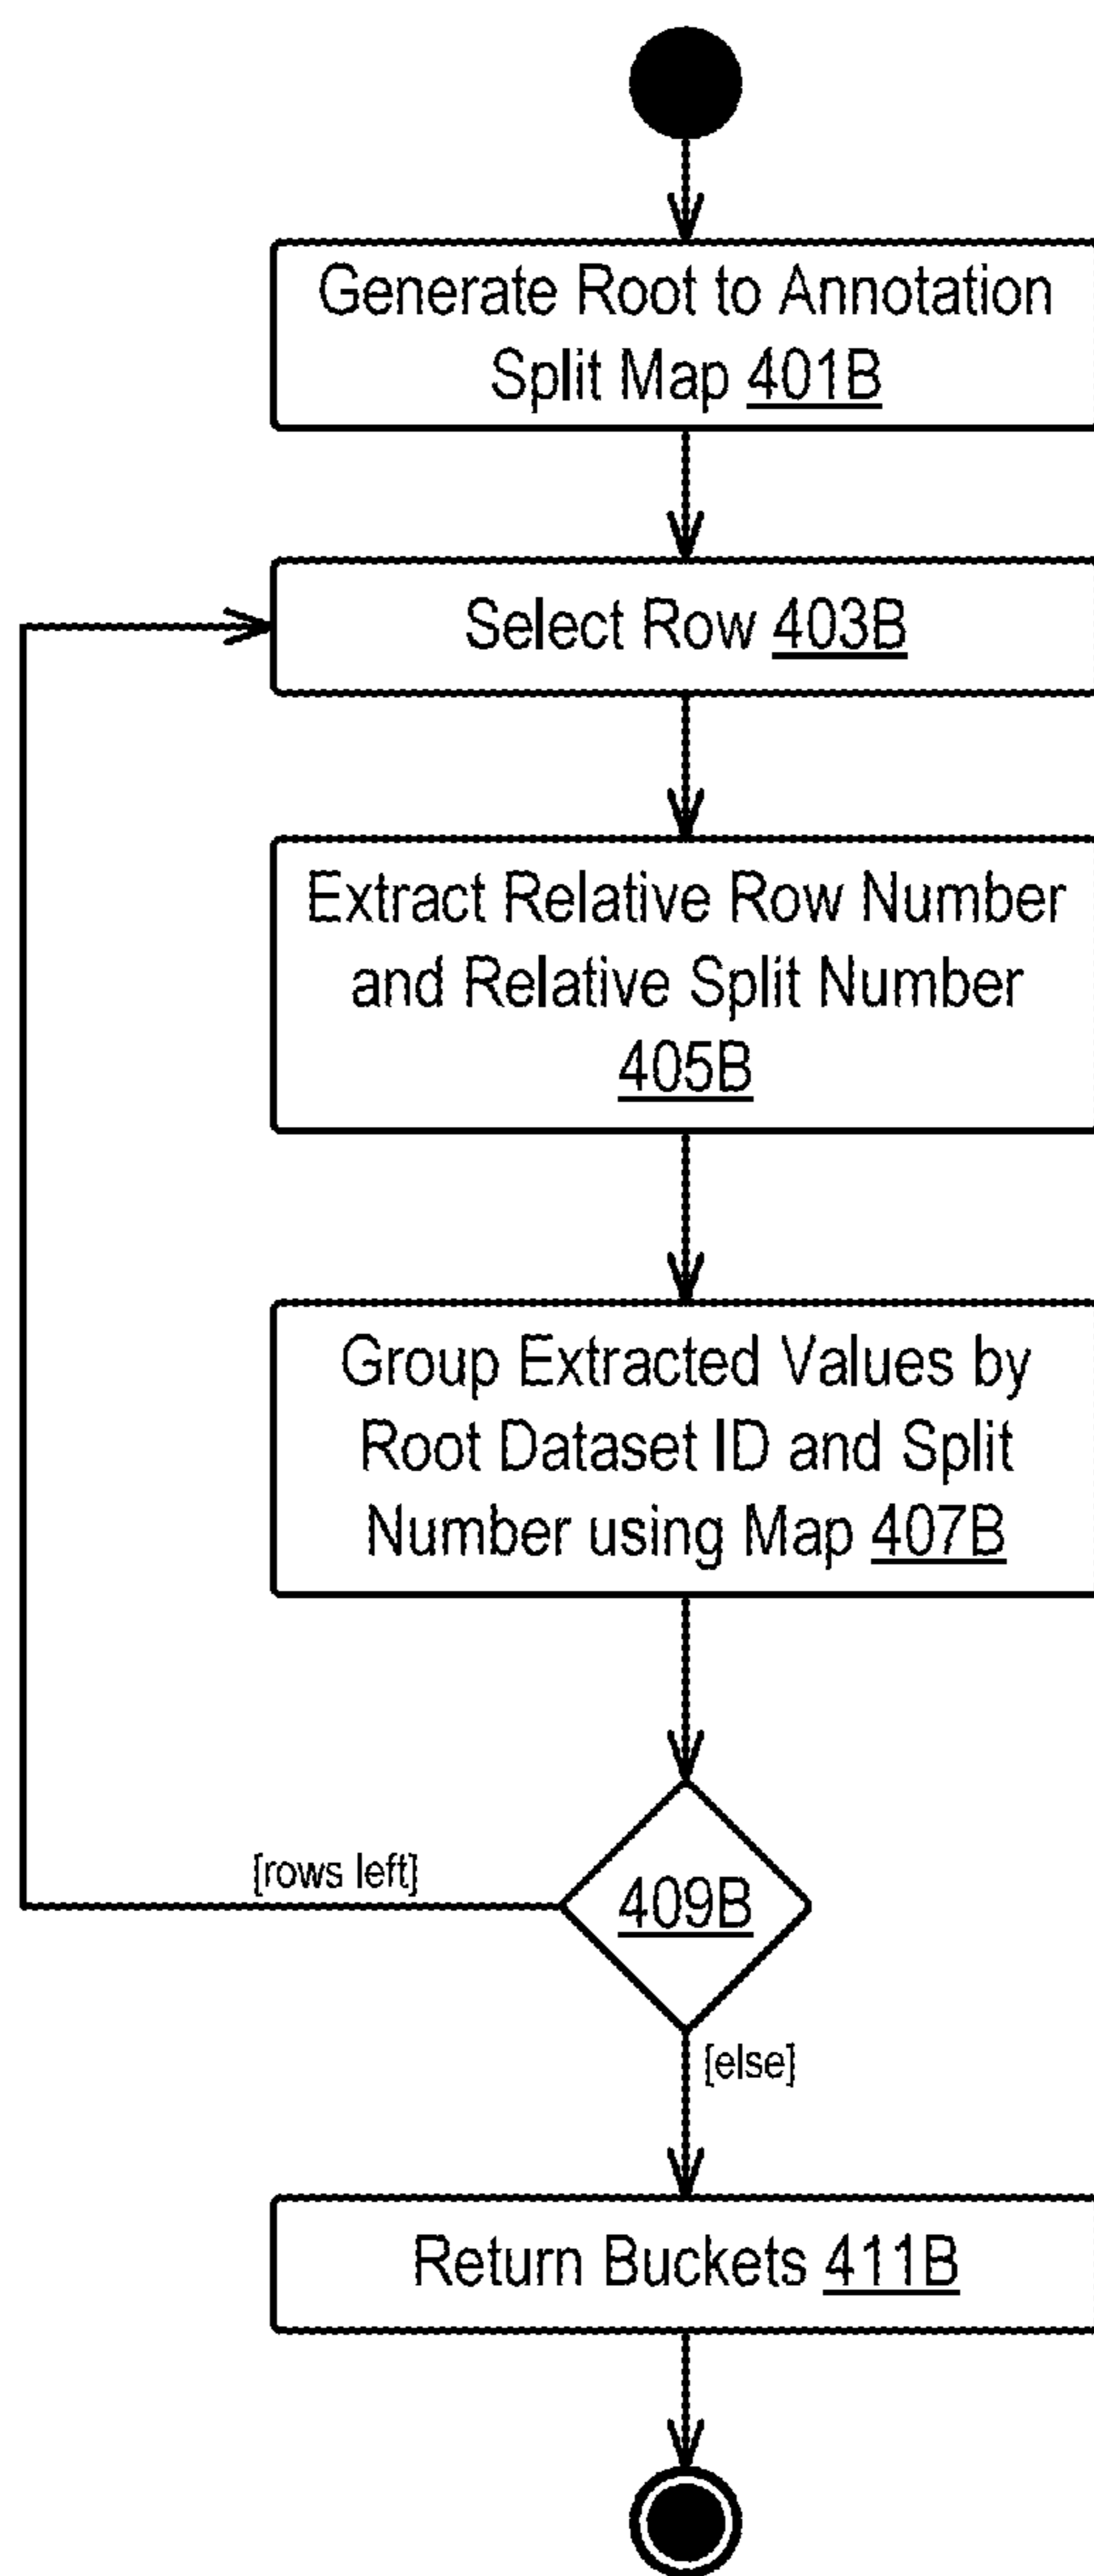 Generate Root to Annotation
Split Map 401B
Select Row 403B
Extract Relative Row Number
and Relative Split Number
405B
Group Extracted Values by
Root Dataset ID and Split
Number using Map 407B
[rows left]
409B
[else]
Return Buckets 411B